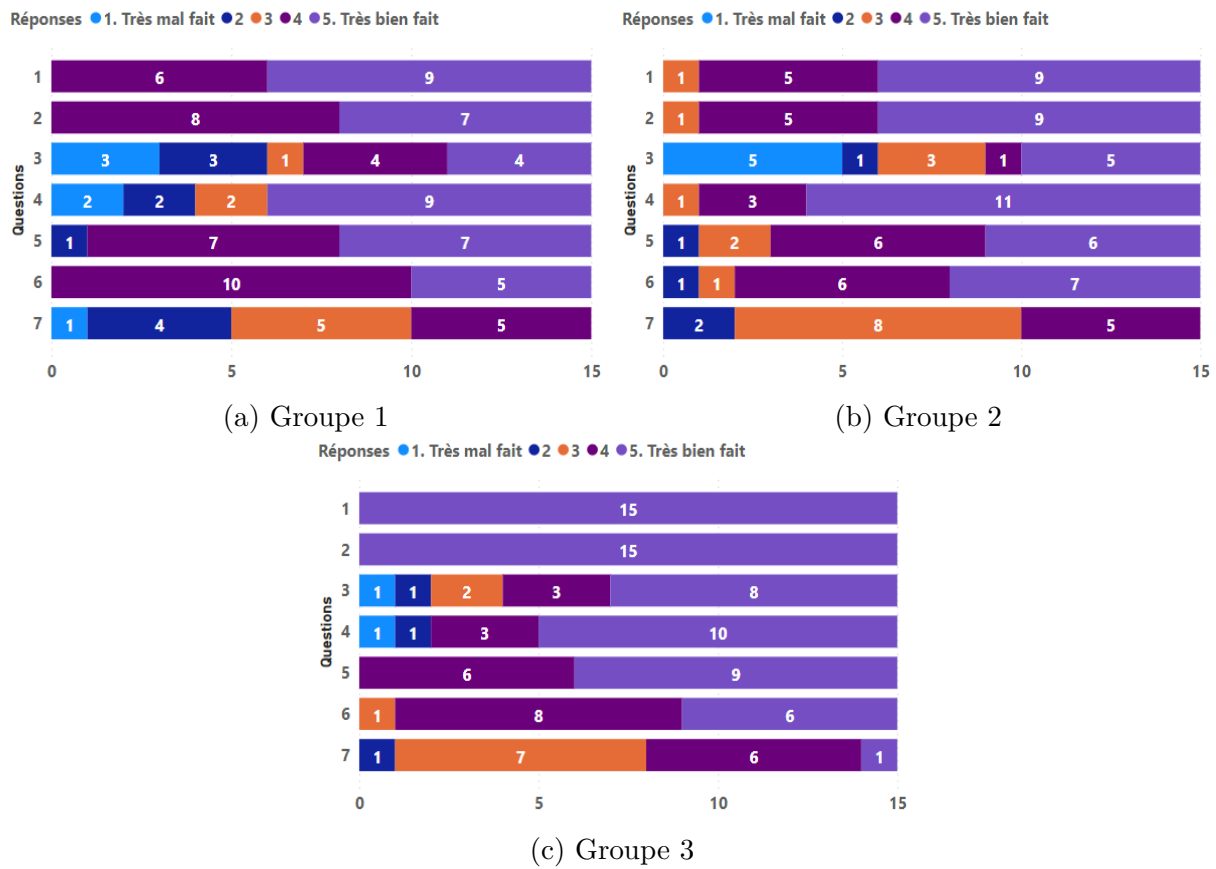 Réponses 1. Très mal fait 2 3 4 5. Très bien fait
Questions
1 6 9
2 8 7
3 3 3 1 4 4
4 2 2 2 9
5 1 7 7
6 10 5
7 1 4 5 5
0 5 10 15
(a) Groupe 1
Réponses 1. Très mal fait 2 3 4 5. Très bien fait
Questions
1 1 5 9
2 1 5 9
3 5 1 3 1 5
4 1 3 11
5 1 2 6 6
6 1 1 6 7
7 2 8 5
0 5 10 15
(b) Groupe 2
Réponses 1. Très mal fait 2 3 4 5. Très bien fait
Questions
1 15
2 15
3 1 1 2 3 8
4 1 1 3 10
5 6 9
6 1 8 6
7 1 7 6 1
0 5 10 15
(c) Groupe 3